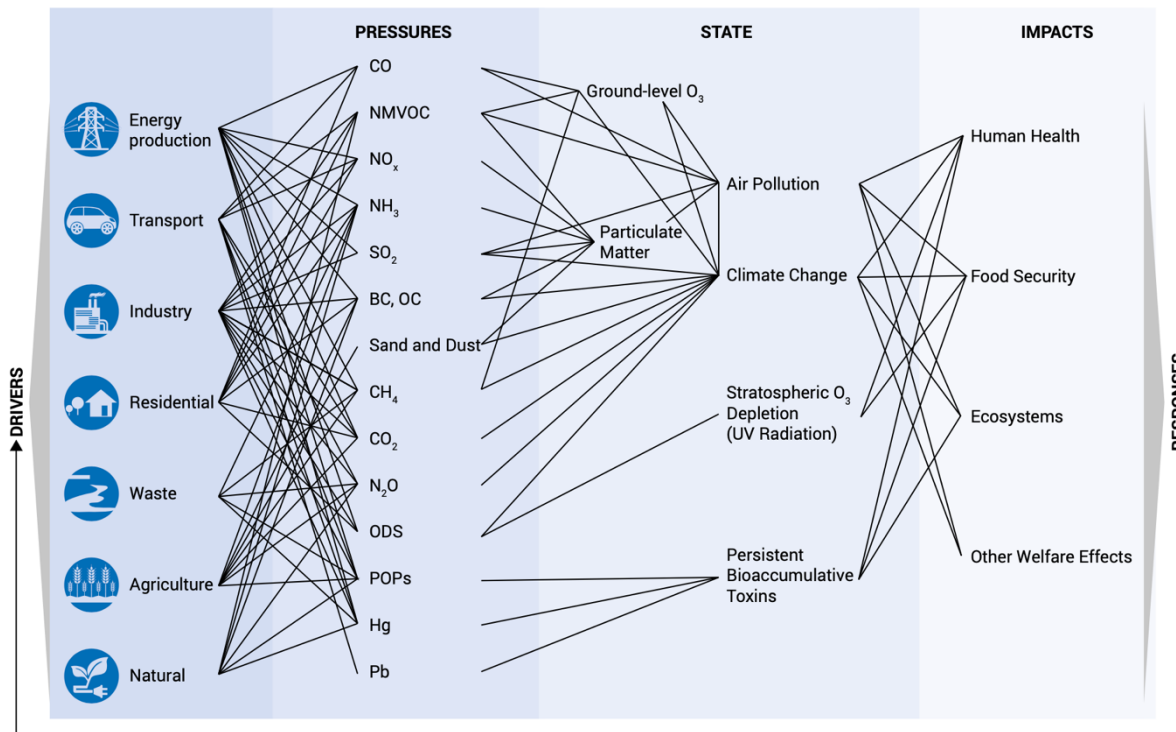 PRESSURES
STATE
IMPACTS
DRIVERS
Energy
production
Transport
Industry
Residential
Waste
Agriculture
Natural
CO
NMVOC
NOx
NH3
SO2
BC, OC
Sand and Dust
CH4
CO2
N2O
ODS
POPs
Hg
Pb
Ground-level O3
Air Pollution
Particulate
Matter
Climate Change
Stratospheric O3
Depletion
(UV Radiation)
Persistent
Bioaccumulative
Toxins
Human Health
Food Security
Ecosystems
Other Welfare Effects